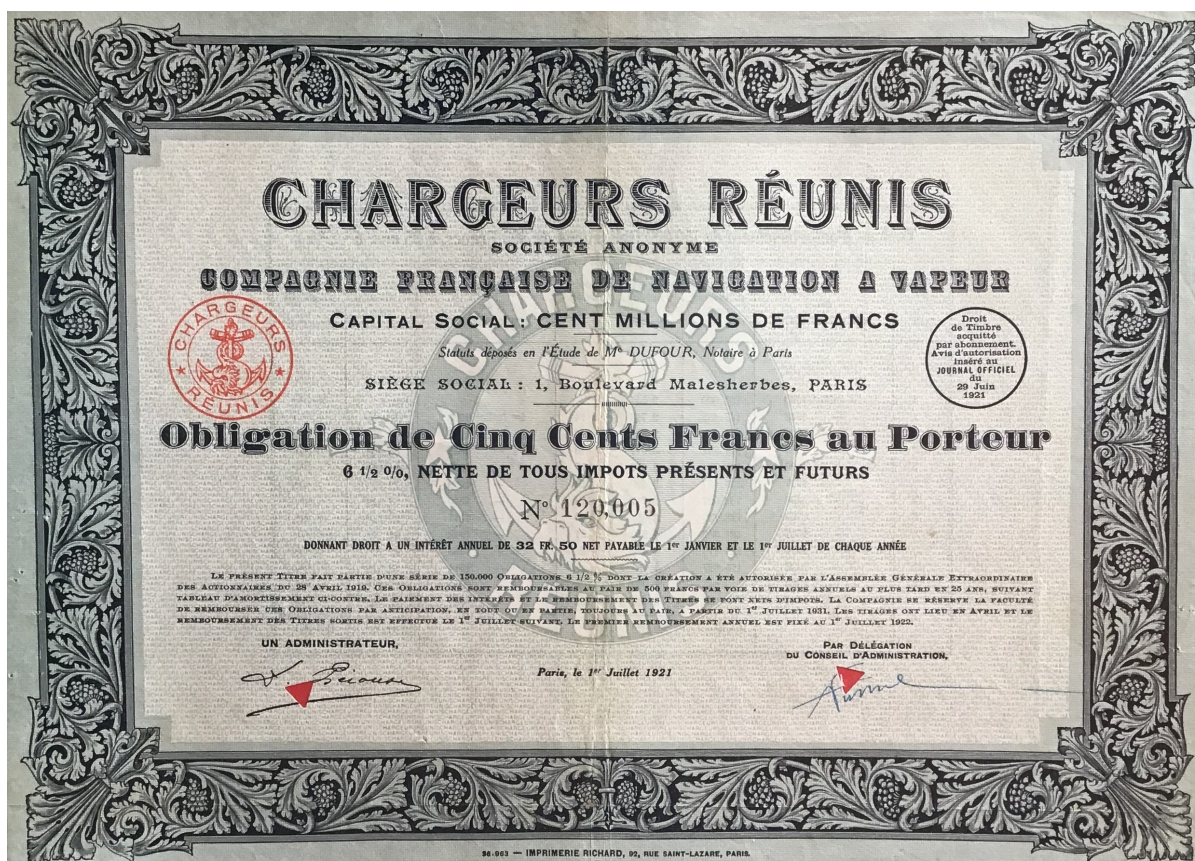 CHARGEURS RÉUNIS
SOCIÉTÉ ANONYME
COMPAGNIE FRANÇAISE DE NAVIGATION A VAPEUR
CAPITAL SOCIAL: CENT MILLIONS DE FRANCS
Statuts déposés en l'Étude de Me DUFOUR, Notaire à Paris
SIÈGE SOCIAL : 1, Boulevard Malesherbes, PARIS
CHARGEURS
RÉUNIS
Droit
de Timbre
acquitté
par abonnement.
Avis d'autorisation
inséré au
JOURNAL OFFICIEL
du
29 Juin
1921
Obligation de Cinq Cents Francs au Porteur
6 1/2 %, NETTE DE TOUS IMPOTS PRÉSENTS ET FUTURS
No 120,005
DONNANT DROIT A UN INTÉRÊT ANNUEL DE 32 FR. 50 NET PAYABLE LE 1er JANVIER ET LE 1er JUILLET DE CHAQUE ANNÉE
LE PRÉSENT TITRE FAIT PARTIE D'UNE SÉRIE DE 150.000 OBLIGATIONS 6 1/2 % DONT LA CRÉATION A ÉTÉ AUTORISÉE PAR L'ASSEMBLÉE GÉNÉRALE EXTRAORDINAIRE
DES ACTIONNAIRES DU 28 AVRIL 1919. CES OBLIGATIONS SONT REMBOURSABLES AU PAIR DE 500 FRANCS PAR VOIE DE TIRAGES ANNUELS AU PLUS TARD EN 25 ANS, SUIVANT
TABLEAU D'AMORTISSEMENT CI-CONTRE. LE PAIEMENT DES INTÉRÊTS ET LE REMBOURSEMENT DES TITRES SE FONT NETS D'IMPOTS. LA COMPAGNIE SE RÉSERVE LA FACULTÉ
DE REMBOURSER CES OBLIGATIONS PAR ANTICIPATION, EN TOUT OU EN PARTIE, TOUJOURS AU PAIR, A PARTIR DU 1er JUILLET 1931. LES TIRAGES ONT LIEU EN AVRIL ET LE
REMBOURSEMENT DES TITRES SORTIS EST EFFECTUÉ LE 1er JUILLET SUIVANT. LE PREMIER REMBOURSEMENT ANNUEL EST FIXÉ AU 1er JUILLET 1922.
UN ADMINISTRATEUR,
PAR DÉLÉGATION
DU CONSEIL D'ADMINISTRATION,
Paris, le 1er Juillet 1921
36-963 — IMPRIMERIE RICHARD, 92, RUE SAINT-LAZARE, PARIS.